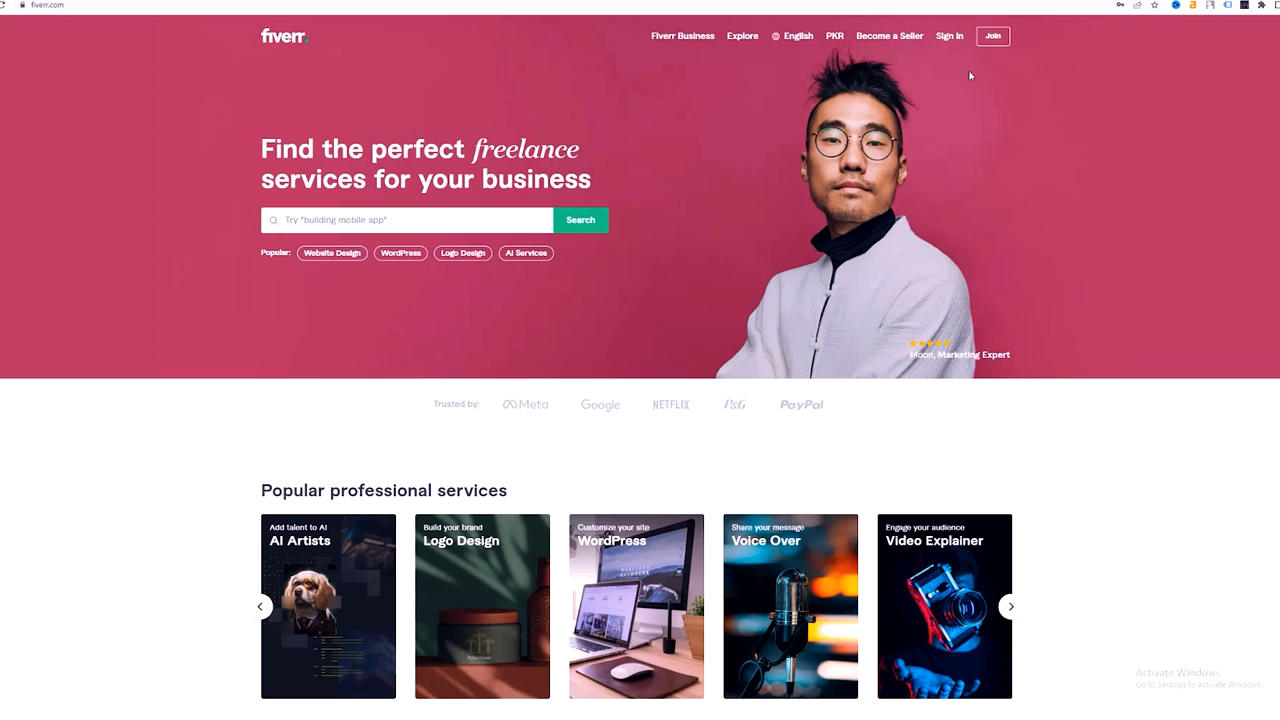 fiverr.com
fiverr.
Fiverr Business
Explore
English
PKR
Become a Seller
Sign In
Join
Find the perfect freelance
services for your business
Try "building mobile app"
Search
Popular:
Website Design
WordPress
Logo Design
AI Services
Moon, Marketing Expert
Trusted by:
Meta
Google
NETFLIX
P&G
PayPal
Popular professional services
Add talent to AI
AI Artists
Build your brand
Logo Design
Customize your site
WordPress
Share your message
Voice Over
Engage your audience
Video Explainer
Activate Windows
Go to Settings to activate Windows.